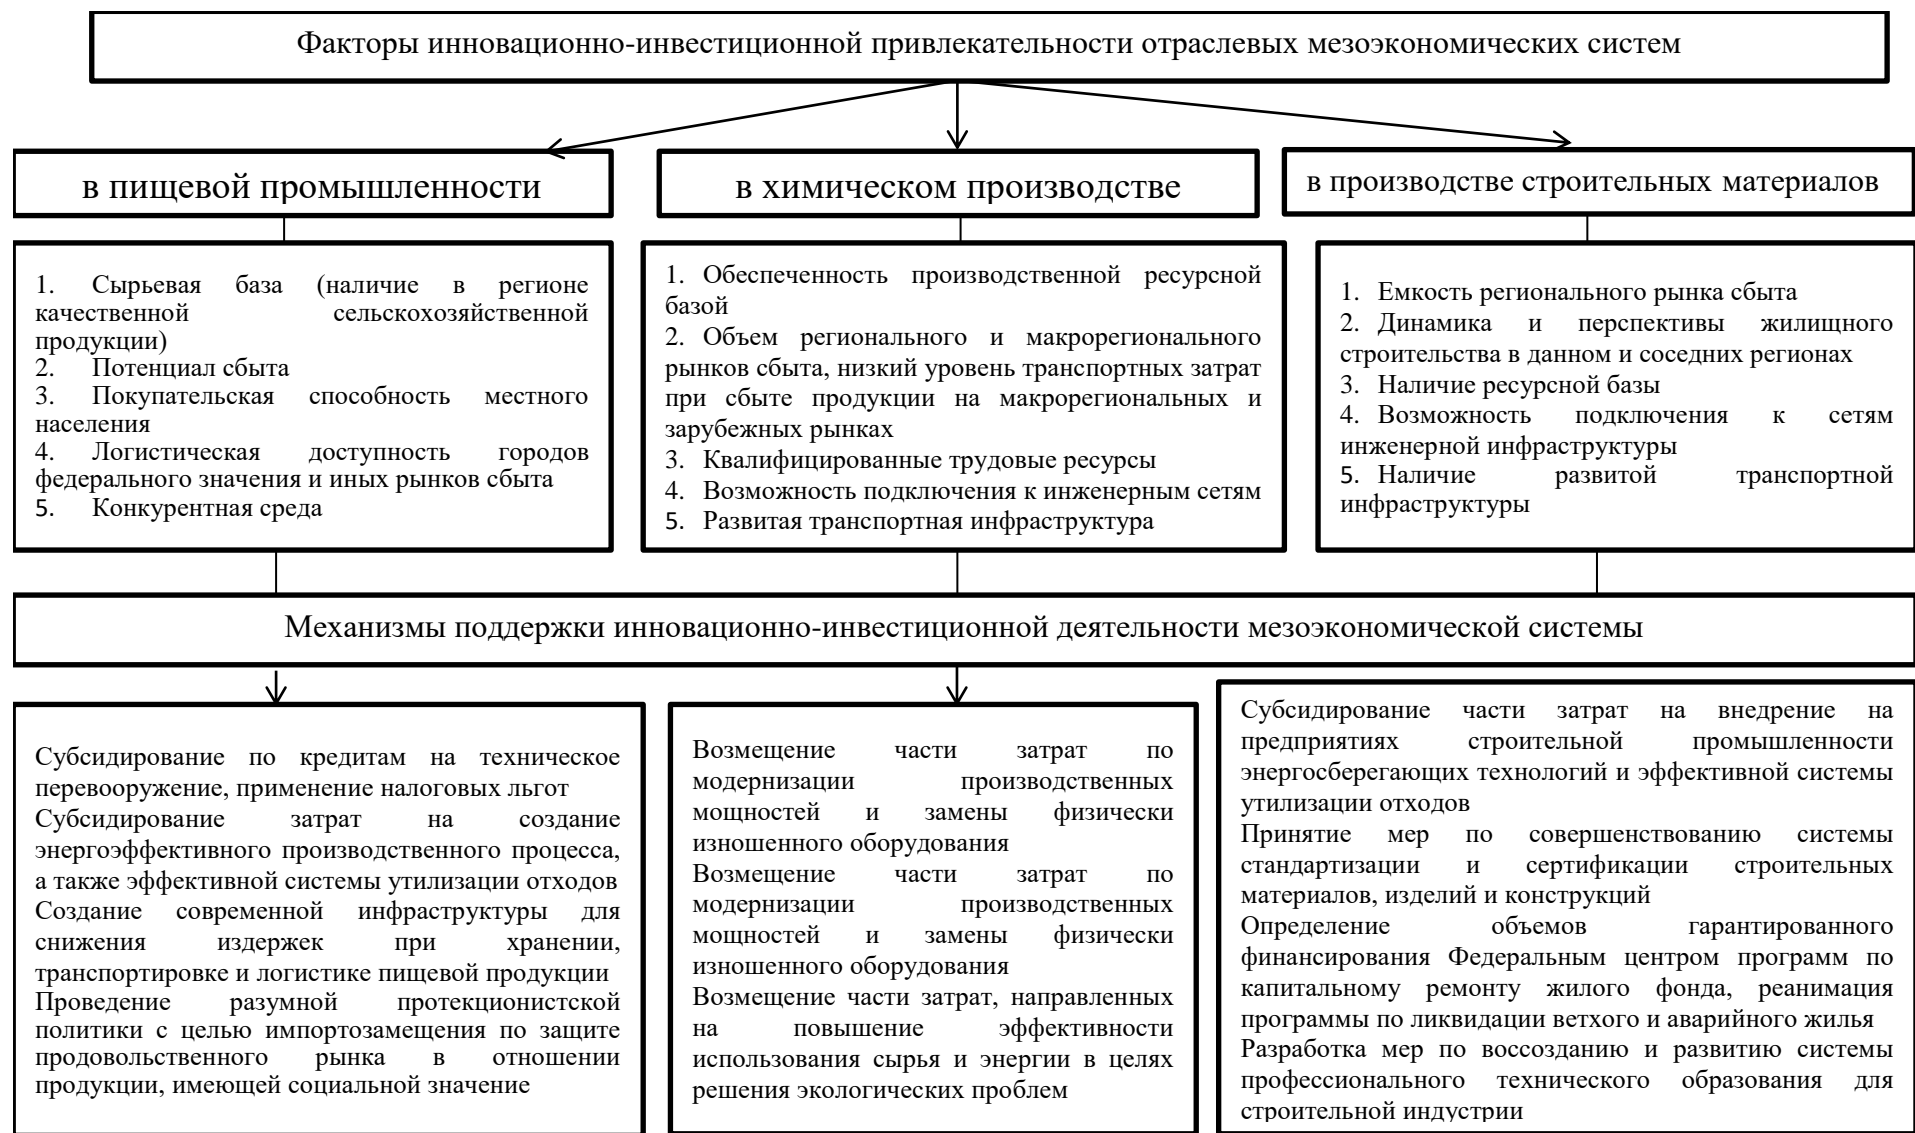 Факторы инновационно-инвестиционной привлекательности отраслевых мезоэкономических систем
в пищевой промышленности
в химическом производстве
в производстве строительных материалов
1. Сырьевая база (наличие в регионе
качественной сельскохозяйственной
продукции)
2. Потенциал сбыта
3. Покупательская способность местного
населения
4. Логистическая доступность городов
федерального значения и иных рынков сбыта
5. Конкурентная среда
1. Обеспеченность производственной ресурсной
базой
2. Объем регионального и макрорегионального
рынков сбыта, низкий уровень транспортных затрат
при сбыте продукции на макрорегиональных и
зарубежных рынках
3. Квалифицированные трудовые ресурсы
4. Возможность подключения к инженерным сетям
5. Развитая транспортная инфраструктура
1. Емкость регионального рынка сбыта
2. Динамика и перспективы жилищного
строительства в данном и соседних регионах
3. Наличие ресурсной базы
4. Возможность подключения к сетям
инженерной инфраструктуры
5. Наличие развитой транспортной
инфраструктуры
Механизмы поддержки инновационно-инвестиционной деятельности мезоэкономической системы
Субсидирование по кредитам на техническое
перевооружение, применение налоговых льгот
Субсидирование затрат на создание
энергоэффективного производственного процесса,
а также эффективной системы утилизации отходов
Создание современной инфраструктуры для
снижения издержек при хранении,
транспортировке и логистике пищевой продукции
Проведение разумной протекционистской
политики с целью импортозамещения по защите
продовольственного рынка в отношении
продукции, имеющей социальной значение
Возмещение части затрат по
модернизации производственных
мощностей и замены физически
изношенного оборудования
Возмещение части затрат по
модернизации производственных
мощностей и замены физически
изношенного оборудования
Возмещение части затрат, направленных
на повышение эффективности
использования сырья и энергии в целях
решения экологических проблем
Субсидирование части затрат на внедрение на
предприятиях строительной промышленности
энергосберегающих технологий и эффективной системы
утилизации отходов
Принятие мер по совершенствованию системы
стандартизации и сертификации строительных
материалов, изделий и конструкций
Определение объемов гарантированного
финансирования Федеральным центром программ по
капитальному ремонту жилого фонда, реанимация
программы по ликвидации ветхого и аварийного жилья
Разработка мер по воссозданию и развитию системы
профессионального технического образования для
строительной индустрии